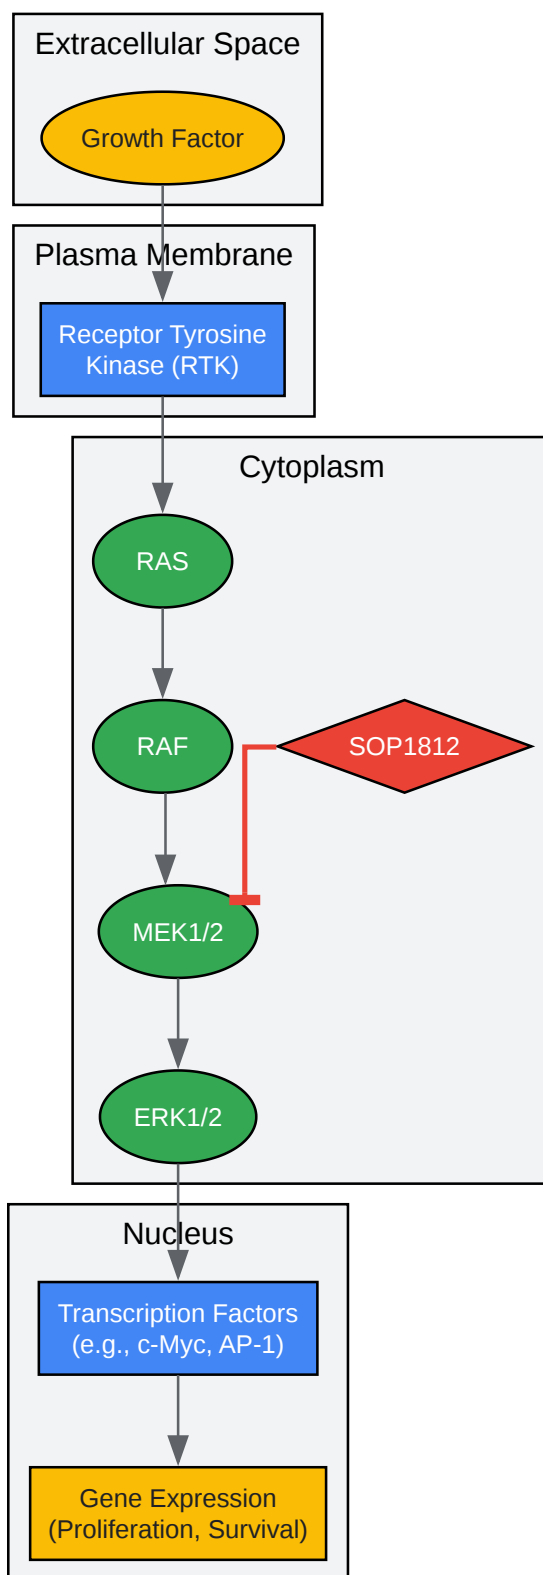 Extracellular Space
Growth Factor
Plasma Membrane
Receptor Tyrosine
Kinase (RTK)
Cytoplasm
RAS
RAF
SOP1812
MEK1/2
ERK1/2
Nucleus
Transcription Factors
(e.g., c-Myc, AP-1)
Gene Expression
(Proliferation, Survival)